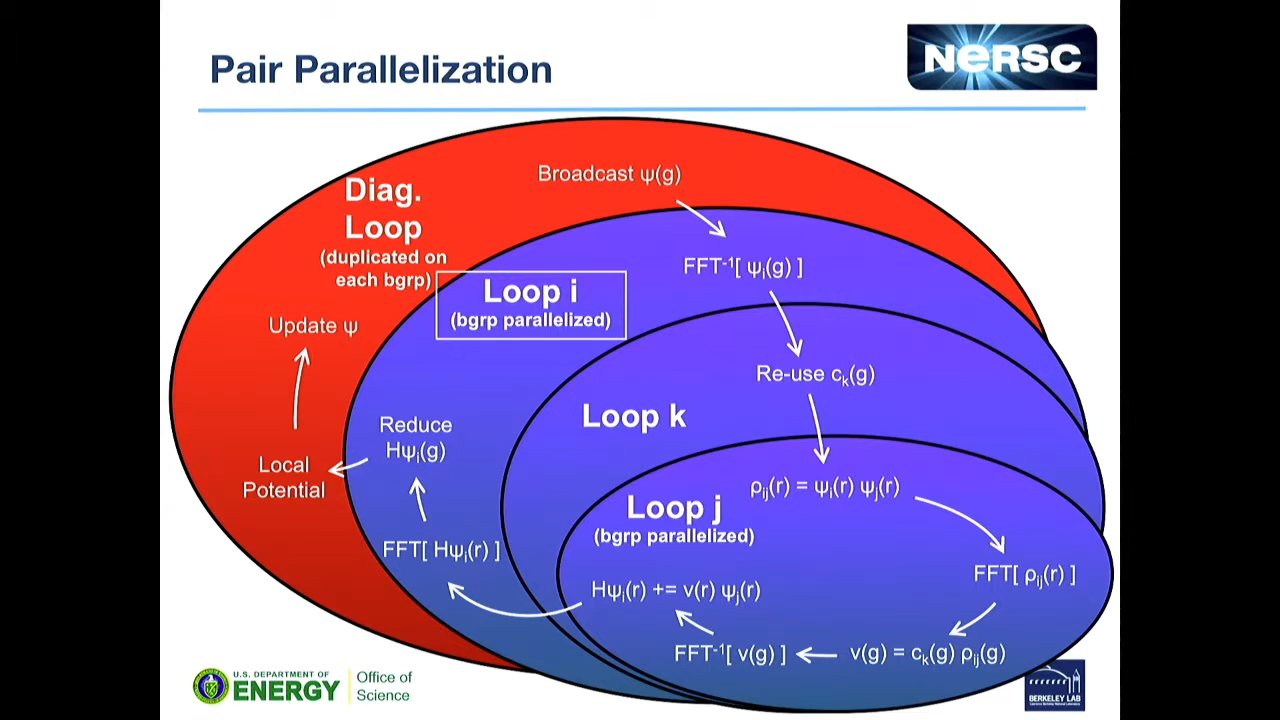 Pair Parallelization
NERSC
Broadcast ψ(g)
Diag.
Loop
(duplicated on
each bgrp)
FFT⁻¹[ ψᵢ(g) ]
Loop i
(bgrp parallelized)
Update ψ
Re-use cₖ(g)
Loop k
Reduce
Hψᵢ(g)
Local
Potential
ρᵢⱼ(r) = ψᵢ(r) ψⱼ(r)
Loop j
(bgrp parallelized)
FFT[ Hψᵢ(r) ]
FFT[ ρᵢⱼ(r) ]
Hψᵢ(r) += v(r) ψⱼ(r)
FFT⁻¹[ v(g) ]
v(g) = cₖ(g) ρᵢⱼ(g)
U.S. DEPARTMENT OF
ENERGY
Office of
Science
BERKELEY LAB